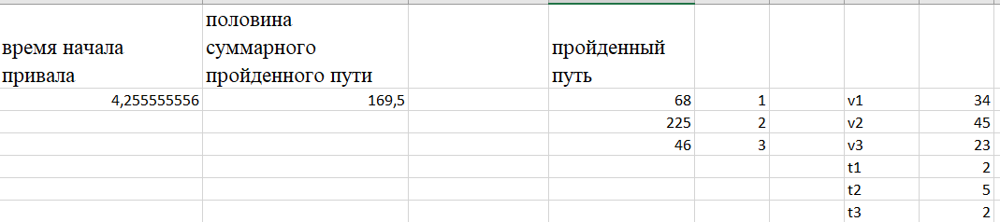 время начала
привала
половина
суммарного
пройденного пути
пройденный
путь
4,255555556 169,5 68 1 v1 34
225 2 v2 45
46 3 v3 23
t1 2
t2 5
t3 2